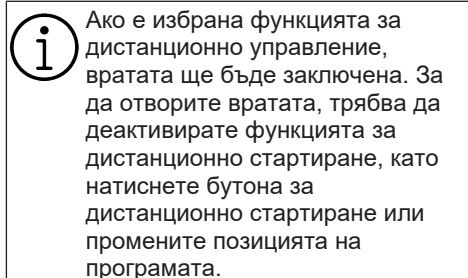 Ако е избрана функцията за
дистанционно управление,
вратата ще бъде заключена. За
да отворите вратата, трябва да
деактивирате функцията за
дистанционно стартиране, като
натиснете бутона за
дистанционно стартиране или
промените позицията на
програмата.